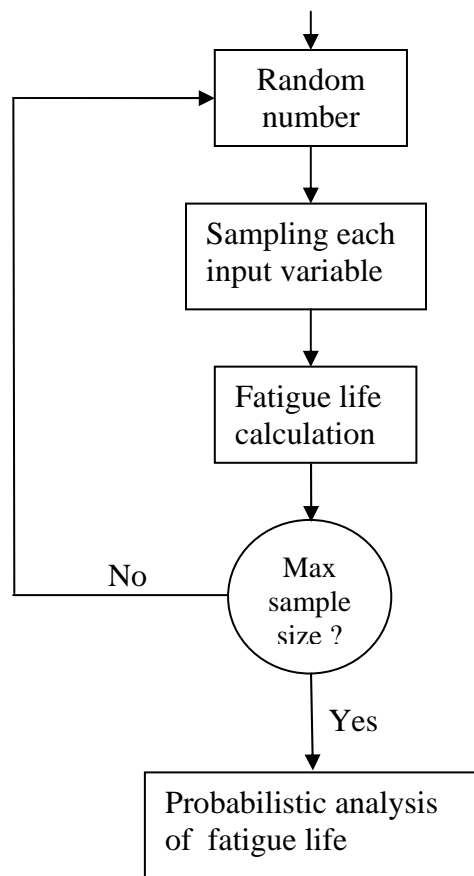 Random
number
Sampling each
input variable
Fatigue life
calculation
Max
sample
size ?
No
Yes
Probabilistic analysis
of fatigue life